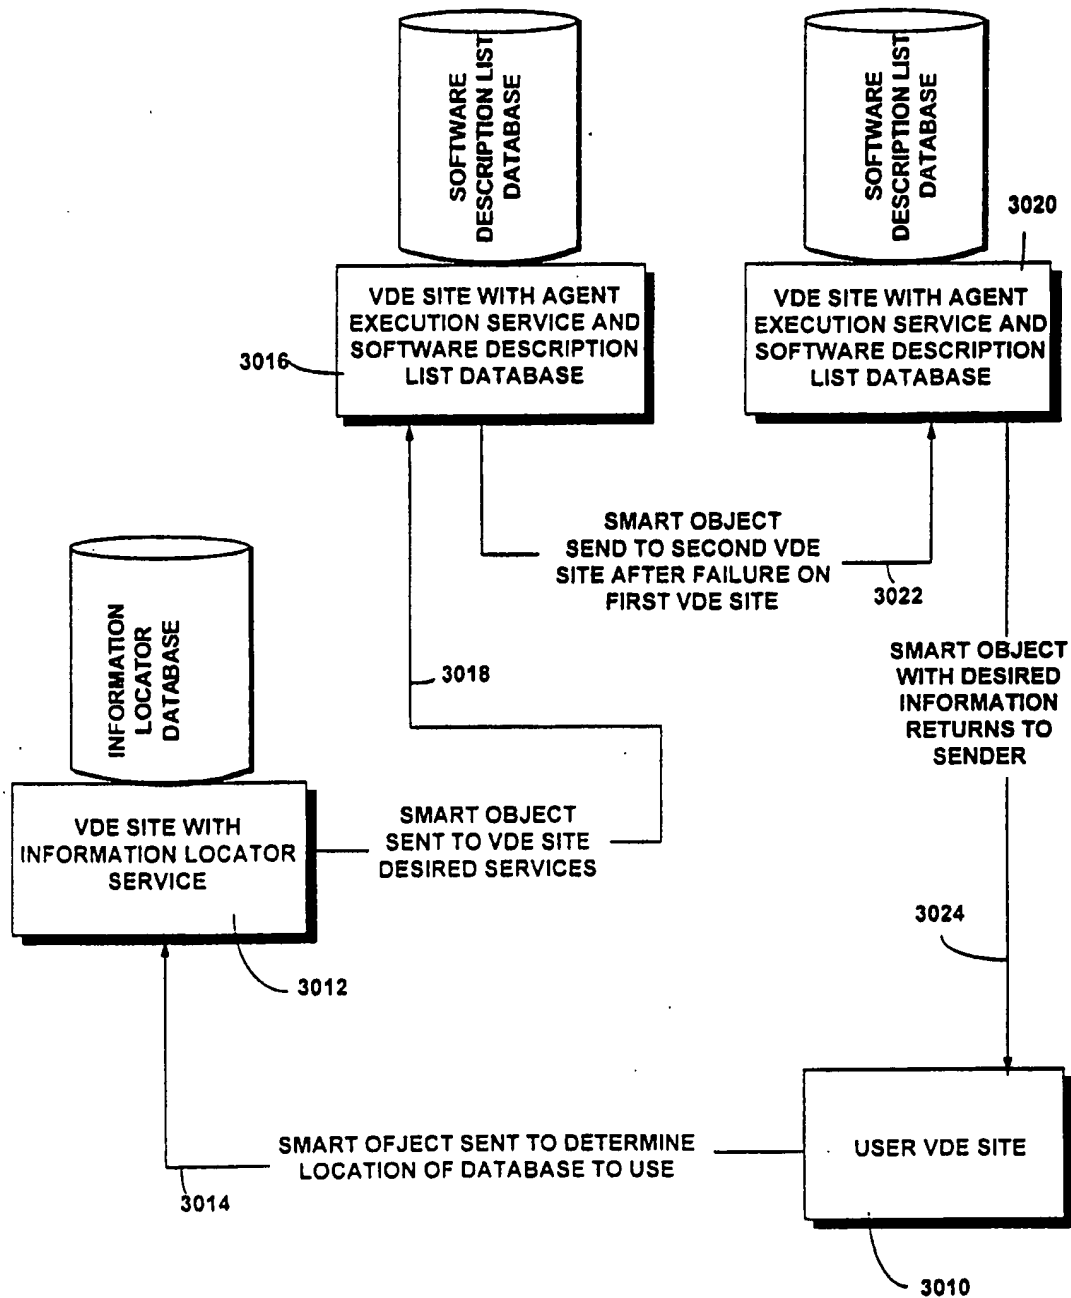 SOFTWARE
DESCRIPTION LIST
DATABASE
SOFTWARE
DESCRIPTION LIST
DATABASE
3020
VDE SITE WITH AGENT
EXECUTION SERVICE AND
SOFTWARE DESCRIPTION
LIST DATABASE
3016
VDE SITE WITH AGENT
EXECUTION SERVICE AND
SOFTWARE DESCRIPTION
LIST DATABASE
SMART OBJECT
SEND TO SECOND VDE
SITE AFTER FAILURE ON
FIRST VDE SITE
3022
INFORMATION
LOCATOR
DATABASE
3018
SMART OBJECT
WITH DESIRED
INFORMATION
RETURNS TO
SENDER
VDE SITE WITH
INFORMATION LOCATOR
SERVICE
SMART OBJECT
SENT TO VDE SITE
DESIRED SERVICES
3024
3012
SMART OFJECT SENT TO DETERMINE
LOCATION OF DATABASE TO USE
USER VDE SITE
3014
3010